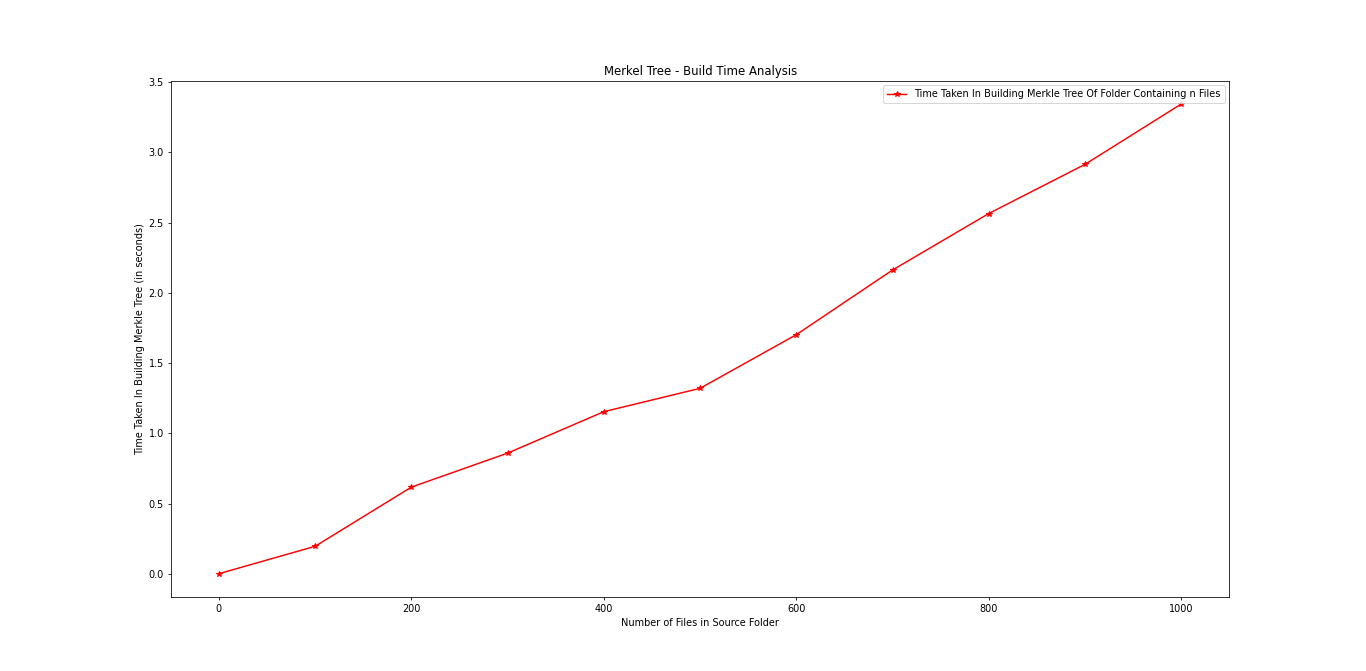 Merkel Tree - Build Time Analysis
Time Taken In Building Merkle Tree Of Folder Containing n Files
3.5
3.0
2.5
2.0
1.5
1.0
0.5
0.0
Time Taken In Building Merkle Tree (in seconds)
0 200 400 600 800 1000
Number of Files in Source Folder